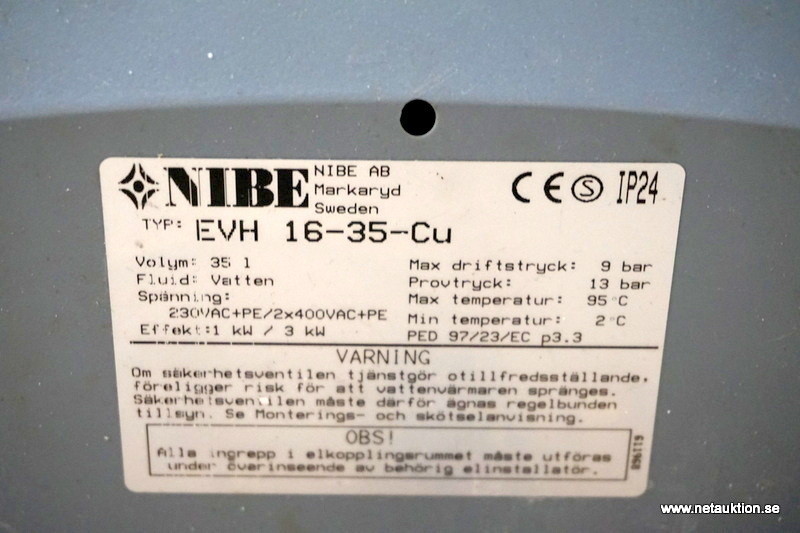 NIBE
NIBE AB
Markaryd
Sweden
CE S IP24
TYP: EVH 16-35-Cu
Volym: 35 l
Fluid: Vatten
Spänning:
230VAC+PE/2x400VAC+PE
Effekt:1 kW / 3 kW
Max driftstryck: 9 bar
Provtryck: 13 bar
Max temperatur: 95 °C
Min temperatur: 2 °C
PED 97/23/EC p3.3
VARNING
Om säkerhetsventilen tjänstgör otillfredsställande,
föreligger risk för att vattenvärmaren spränges.
Säkerhetsventilen måste därför ägnas regelbunden
tillsyn. Se Monterings- och skötselanvisning.
OBS!
Alla ingrepp i elkopplingsrummet måste utföras
under överinseende av behörig elinstallatör.
611968
www.netauktion.se